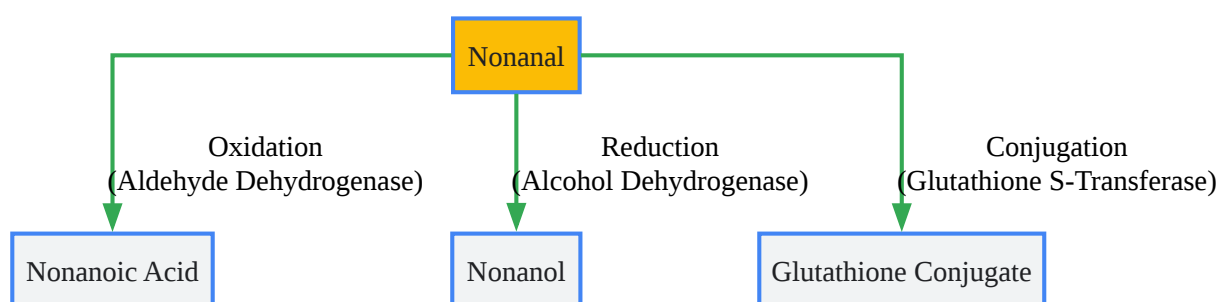 Nonanal
Oxidation
(Aldehyde Dehydrogenase)
Reduction
(Alcohol Dehydrogenase)
Conjugation
(Glutathione S-Transferase)
Nonanoic Acid
Nonanol
Glutathione Conjugate